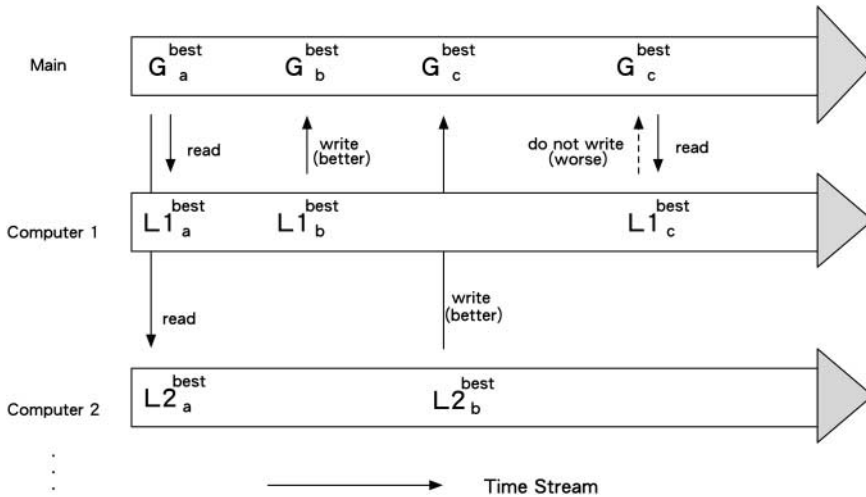 Main
G a best G b best G c best G c best
read
write
(better)
do not write
(worse)
read
Computer 1
L1 a best L1 b best L1 c best
read
write
(better)
Computer 2
L2 a best L2 b best
Time Stream